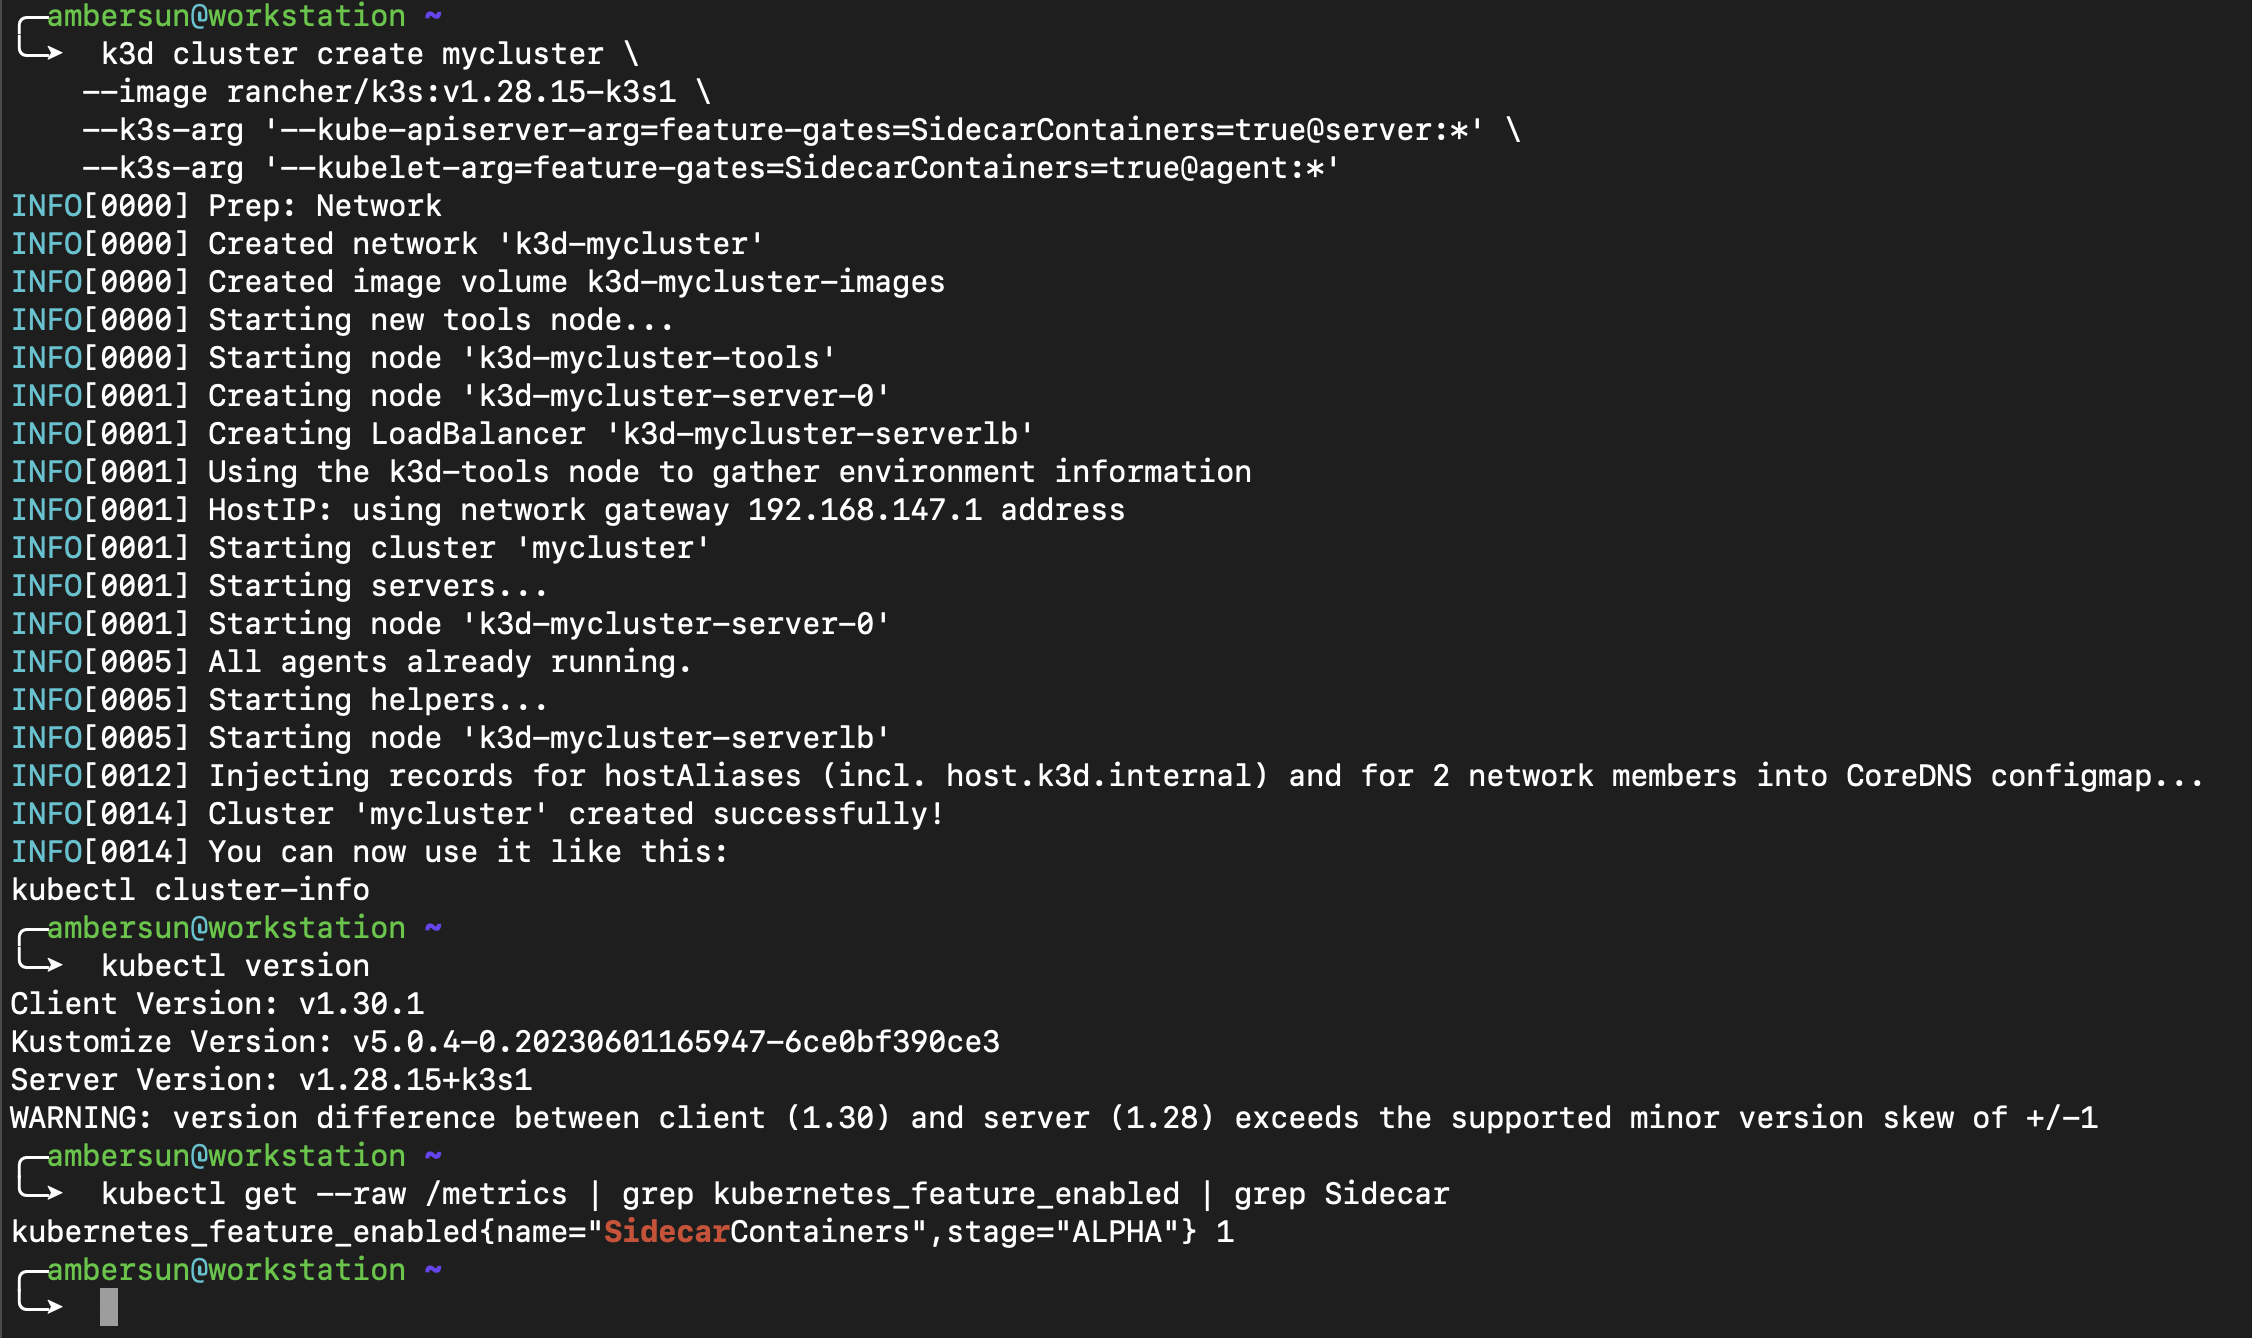 ambersun@workstation ~
k3d cluster create mycluster \
--image rancher/k3s:v1.28.15-k3s1 \
--k3s-arg '--kube-apiserver-arg=feature-gates=SidecarContainers=true@server:*' \
--k3s-arg '--kubelet-arg=feature-gates=SidecarContainers=true@agent:*'
INFO[0000] Prep: Network
INFO[0000] Created network 'k3d-mycluster'
INFO[0000] Created image volume k3d-mycluster-images
INFO[0000] Starting new tools node...
INFO[0000] Starting node 'k3d-mycluster-tools'
INFO[0001] Creating node 'k3d-mycluster-server-0'
INFO[0001] Creating LoadBalancer 'k3d-mycluster-serverlb'
INFO[0001] Using the k3d-tools node to gather environment information
INFO[0001] HostIP: using network gateway 192.168.147.1 address
INFO[0001] Starting cluster 'mycluster'
INFO[0001] Starting servers...
INFO[0001] Starting node 'k3d-mycluster-server-0'
INFO[0005] All agents already running.
INFO[0005] Starting helpers...
INFO[0005] Starting node 'k3d-mycluster-serverlb'
INFO[0012] Injecting records for hostAliases (incl. host.k3d.internal) and for 2 network members into CoreDNS configmap...
INFO[0014] Cluster 'mycluster' created successfully!
INFO[0014] You can now use it like this:
kubectl cluster-info
ambersun@workstation ~
kubectl version
Client Version: v1.30.1
Kustomize Version: v5.0.4-0.20230601165947-6ce0bf390ce3
Server Version: v1.28.15+k3s1
WARNING: version difference between client (1.30) and server (1.28) exceeds the supported minor version skew of +/-1
ambersun@workstation ~
kubectl get --raw /metrics | grep kubernetes_feature_enabled | grep Sidecar
kubernetes_feature_enabled{name="SidecarContainers",stage="ALPHA"} 1
ambersun@workstation ~